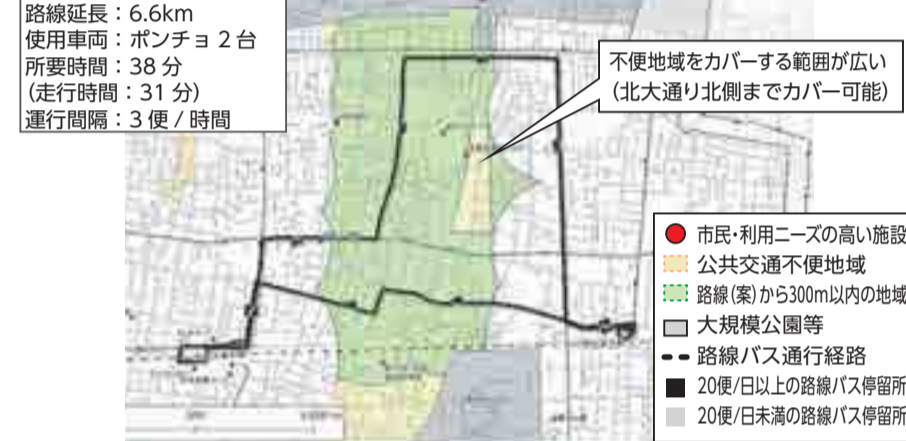 路線延長：6.6km
使用車両：ポンチョ 2 台
所要時間：38 分
(走行時間：31 分)
運行間隔：3 便 / 時間
不便地域をカバーする範囲が広い
(北大通り北側までカバー可能)
市民・利用ニーズの高い施設
公共交通不便地域
路線(案)から300m以内の地域
大規模公園等
路線バス通行経路
20便/日以上の路線バス停留所
20便/日未満の路線バス停留所